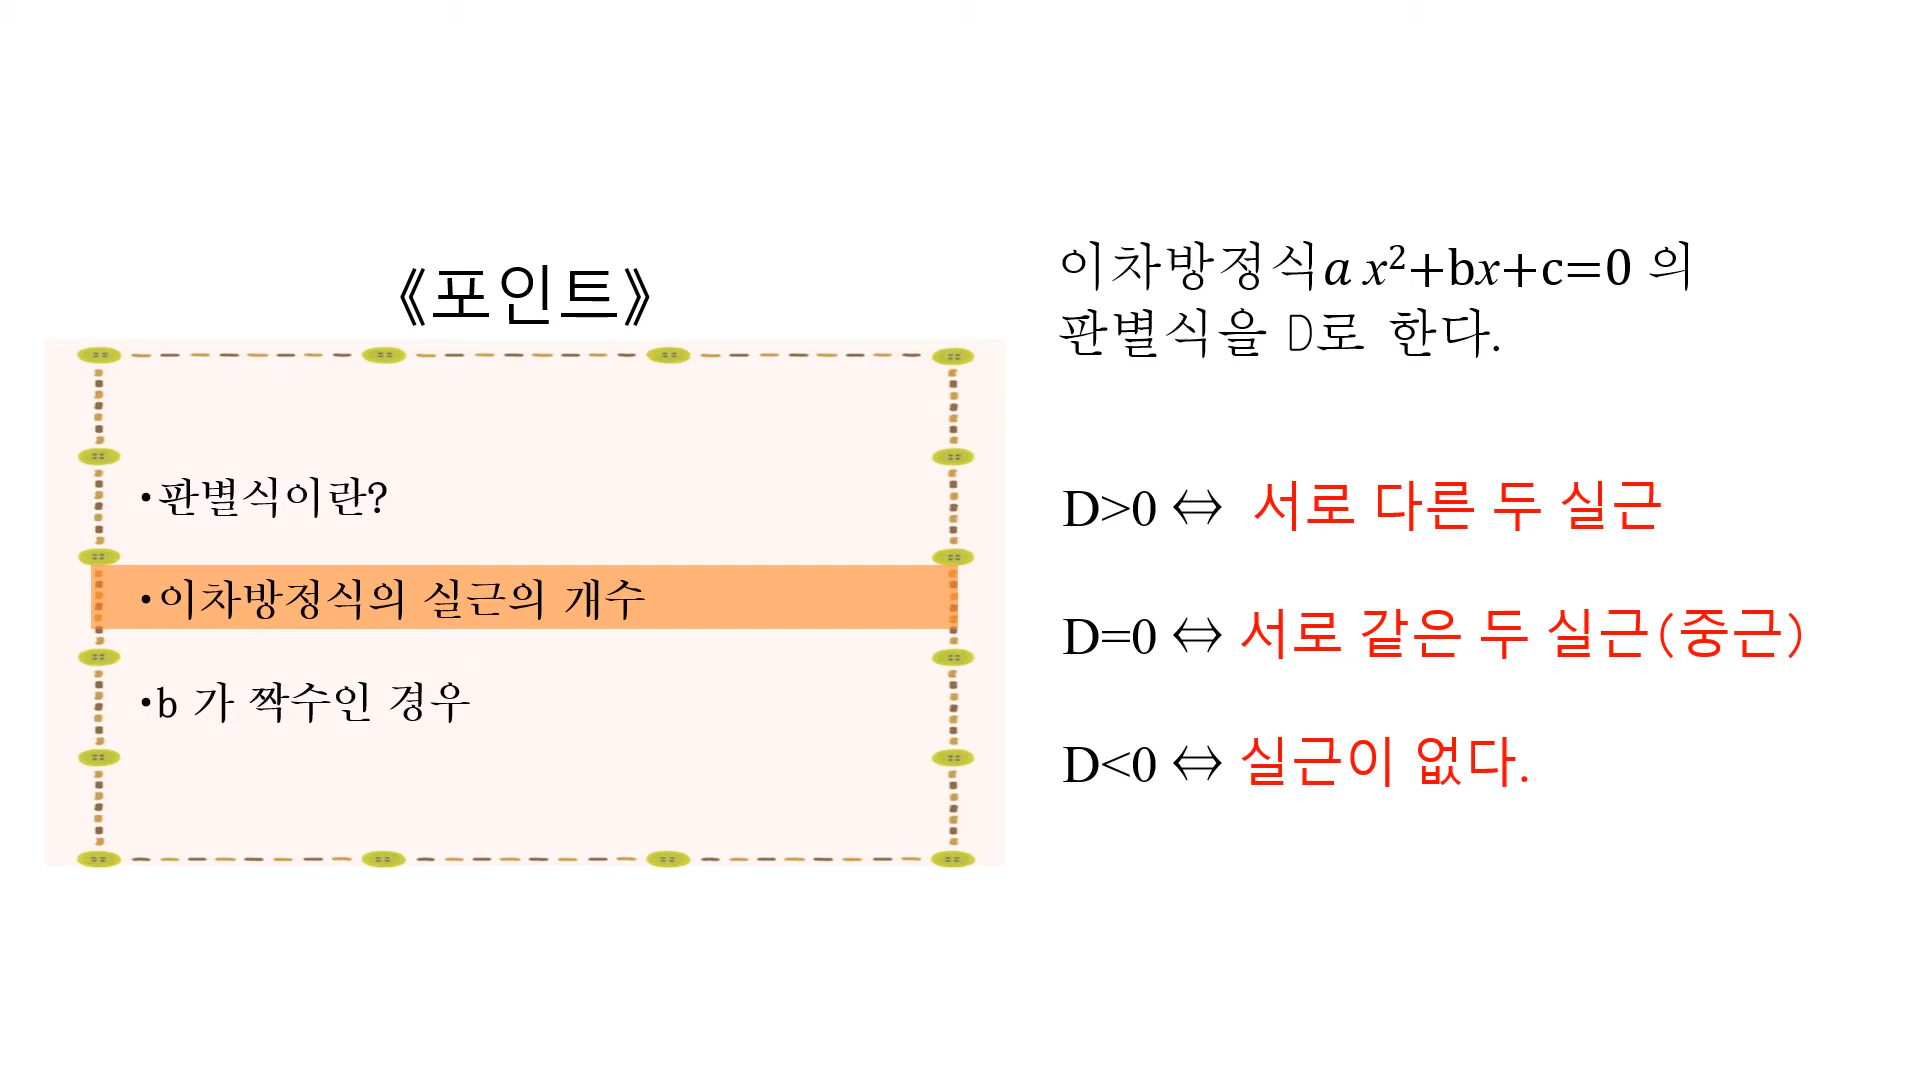 《포인트》
•판별식이란?
•이차방정식의 실근의 개수
•b 가 짝수인 경우
이차방정식a x²+bx+c=0 의
판별식을 D로 한다.
D>0 ⇔ 서로 다른 두 실근
D=0 ⇔ 서로 같은 두 실근(중근)
D<0 ⇔ 실근이 없다.